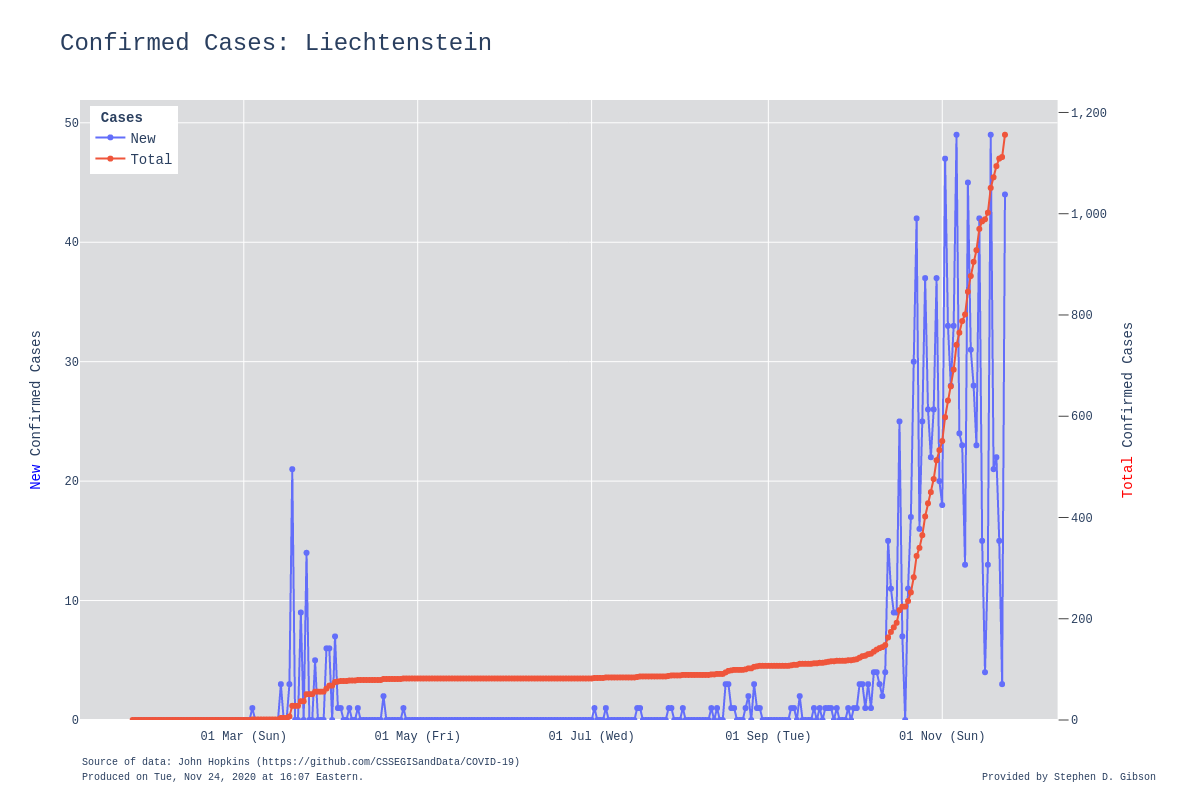 Confirmed Cases: Liechtenstein
Cases
New
Total
50
40
30
20
10
0
1,200
1,000
800
600
400
200
0
New Confirmed Cases
Total Confirmed Cases
01 Mar (Sun)
01 May (Fri)
01 Jul (Wed)
01 Sep (Tue)
01 Nov (Sun)
Source of data: John Hopkins (https://github.com/CSSEGISandData/COVID-19)
Produced on Tue, Nov 24, 2020 at 16:07 Eastern.
Provided by Stephen D. Gibson